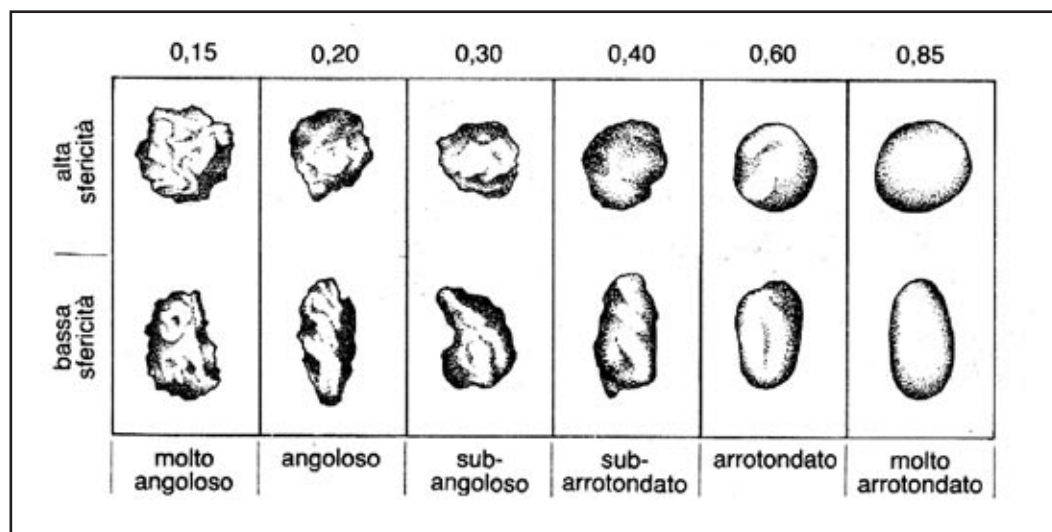 0,15 0,20 0,30 0,40 0,60 0,85
alta
sfericità
bassa
sfericità
molto
angoloso
angoloso
sub-
angoloso
sub-
arrotondato
arrotondato
molto
arrotondato